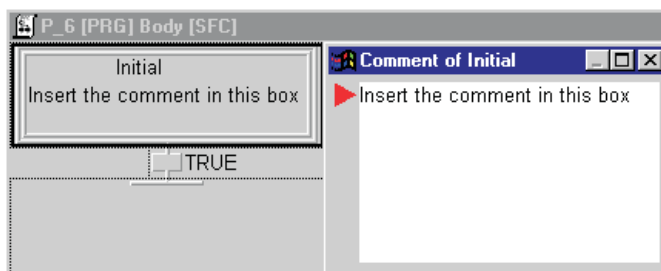 P_6 [PRG] Body [SFC]
Initial
Insert the comment in this box
TRUE
Comment of Initial
Insert the comment in this box